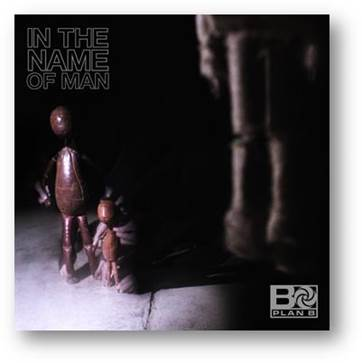 IN THE
NAME
OF MAN
B
PLAN B